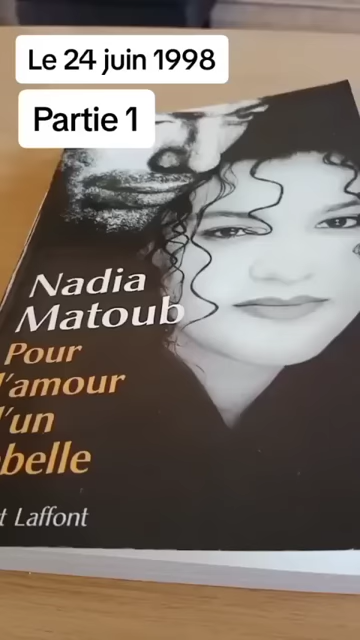 Le 24 juin 1998
Partie 1
Nadia
Matoub
Pour
l'amour
l'un
belle
t Laffont